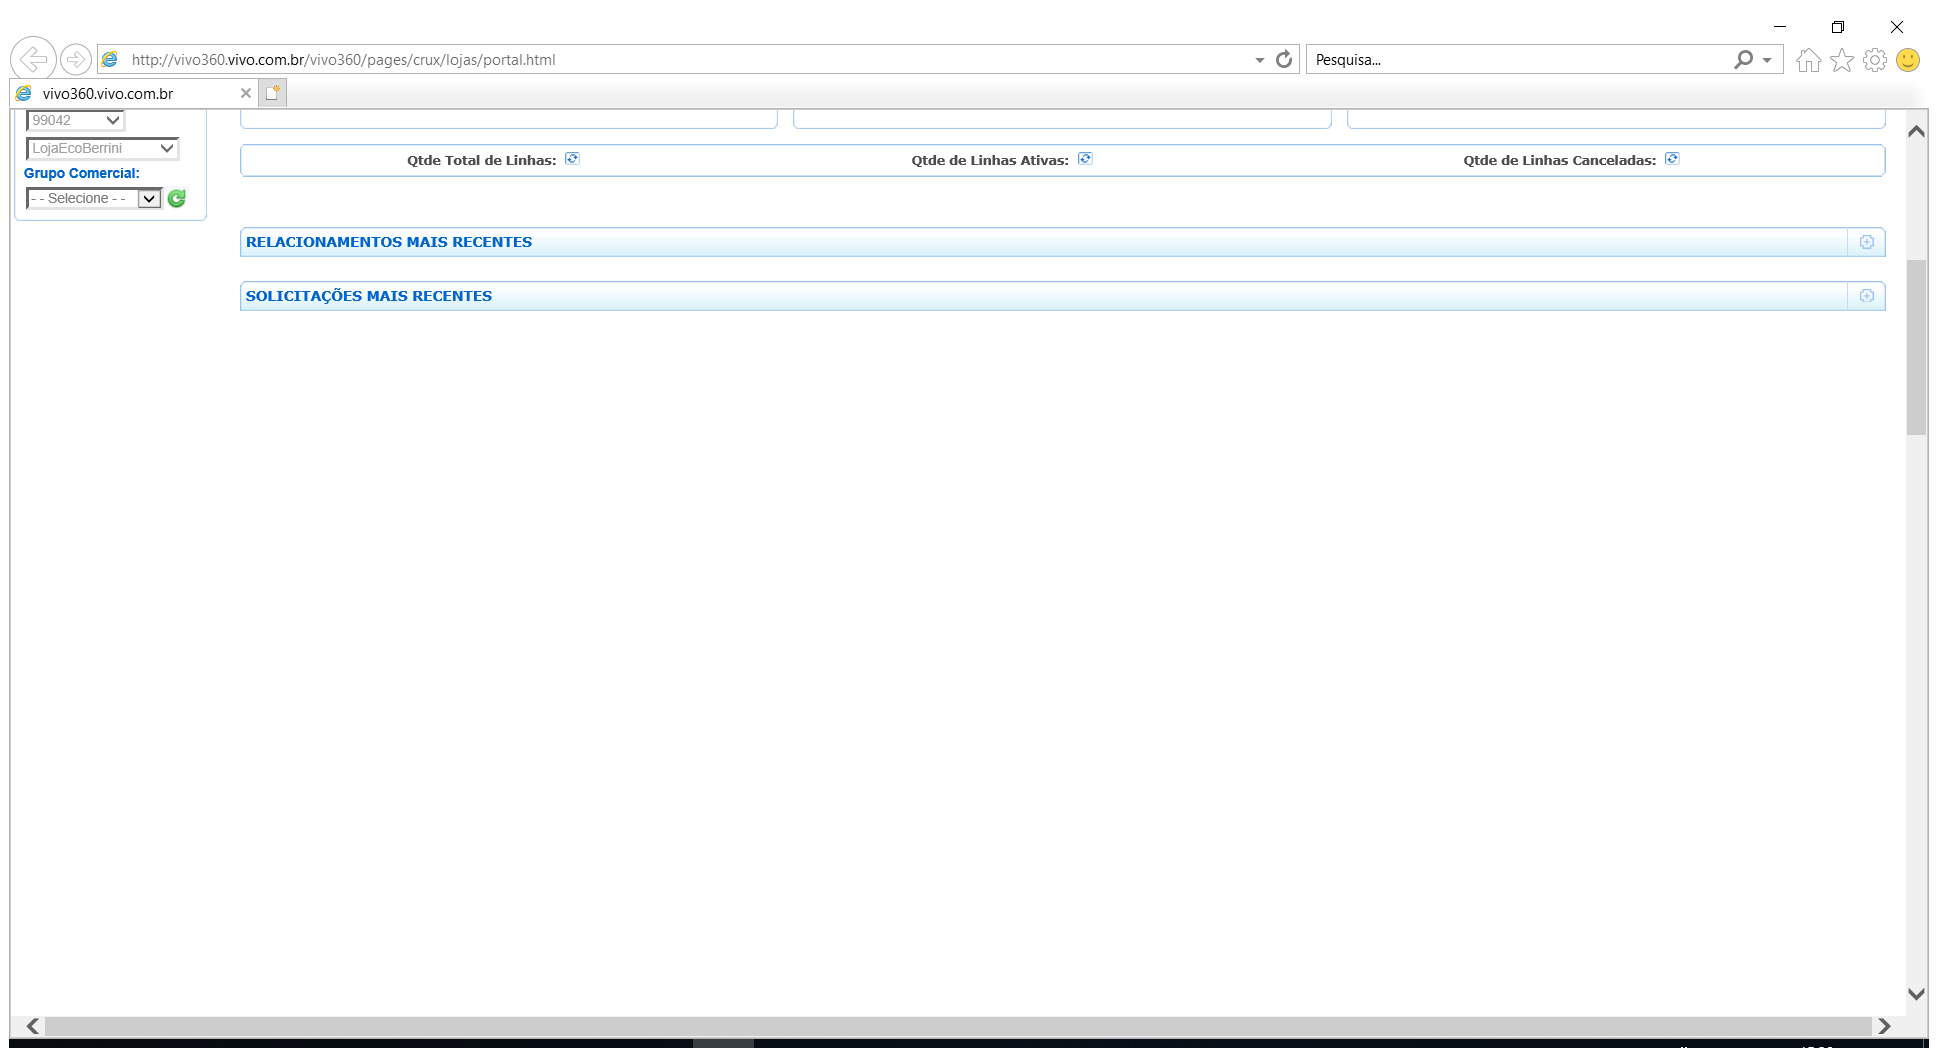 http://vivo360.vivo.com.br/vivo360/pages/crux/lojas/portal.html
Pesquisa...
vivo360.vivo.com.br
99042
LojaEcoBerrini
Grupo Comercial:
- - Selecione - -
Qtde Total de Linhas:
Qtde de Linhas Ativas:
Qtde de Linhas Canceladas:
RELACIONAMENTOS MAIS RECENTES
SOLICITAÇÕES MAIS RECENTES